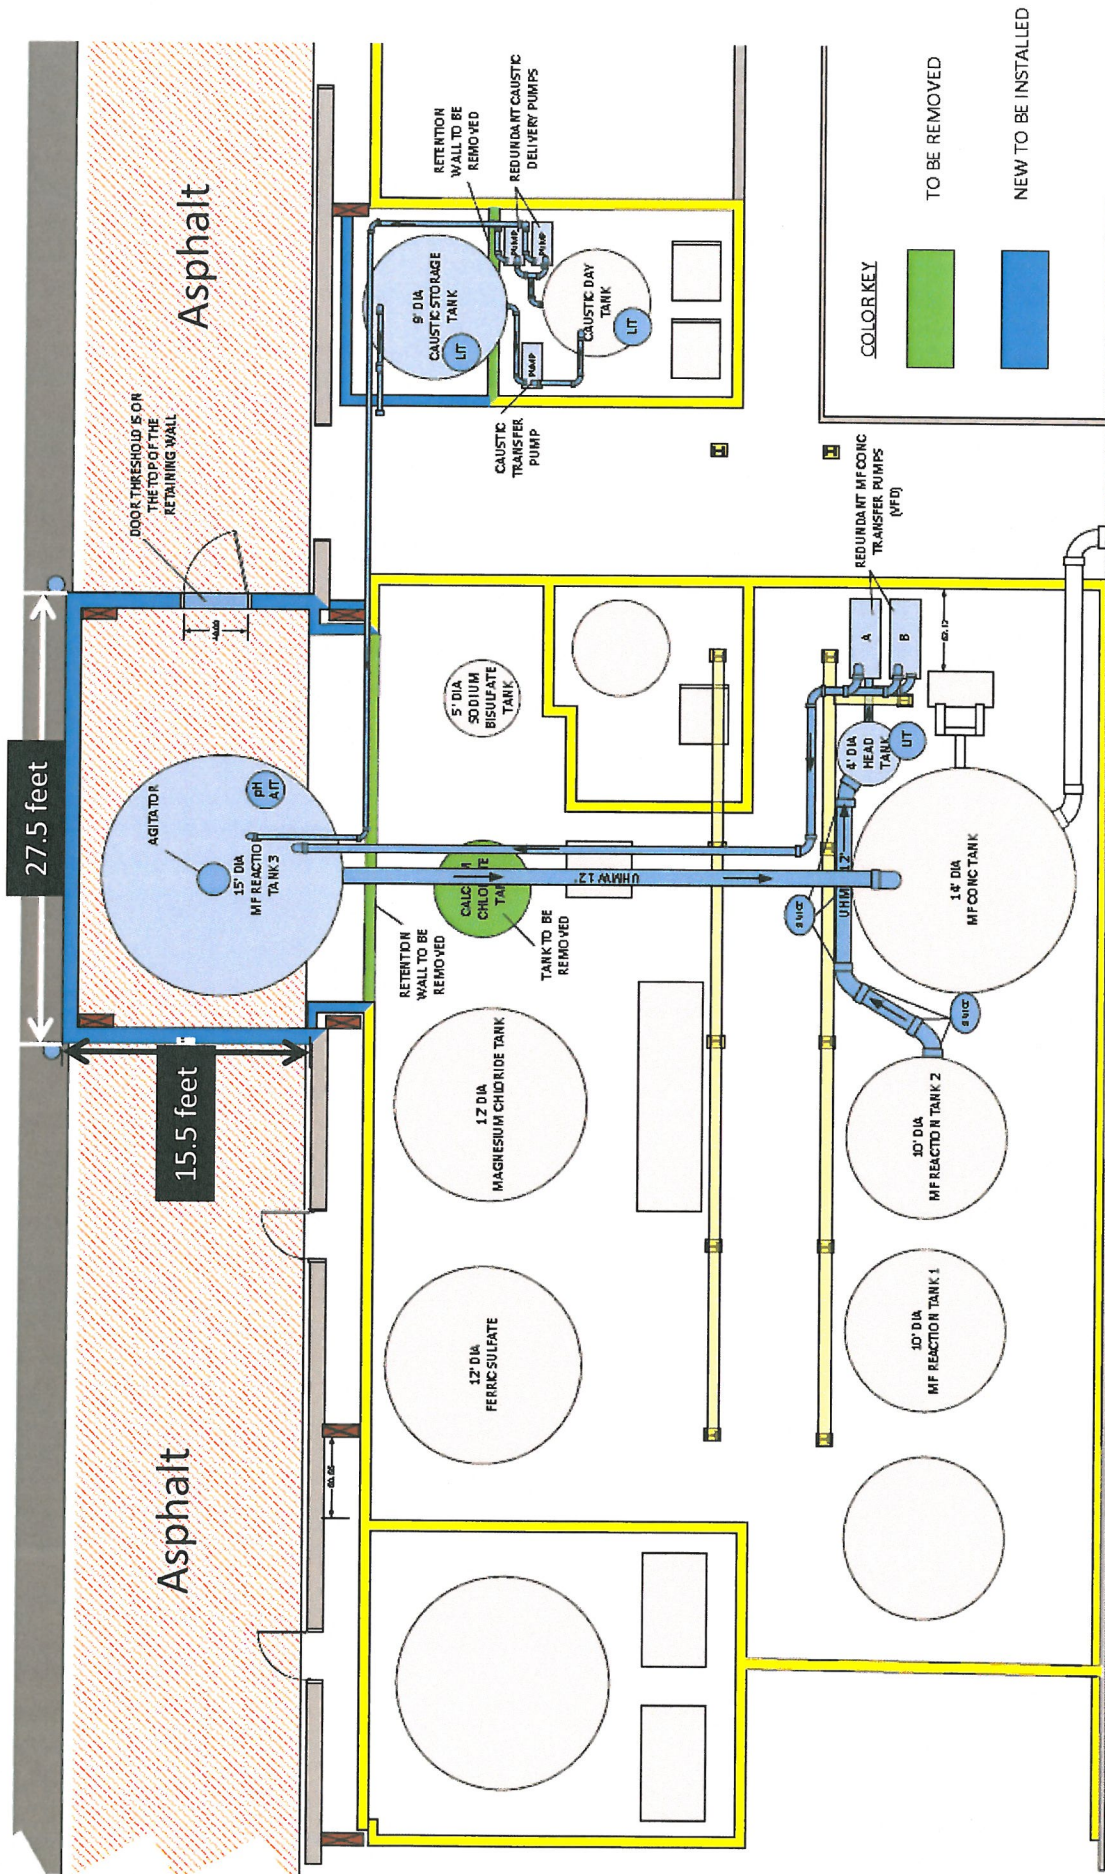 27.5 feet
15.5 feet
Asphalt
Asphalt
DOOR THRESHOLD IS ON
THE TOP OF THE
RETAINING WALL
AGITATOR
15' DIA
MF REACTION
TANK 3
pH
AIT
RETENTION
WALL TO BE
REMOVED
TANK TO BE
REMOVED
UHMW 12'
12' DIA
MAGNESIUM CHLORIDE TANK
12' DIA
FERRIC SULFATE
5' DIA
SODIUM
BISULFATE
TANK
9' DIA
CAUSTIC STORAGE
TANK
LIT
RETENTION
WALL TO BE
REMOVED
REDUNDANT CAUSTIC
DELIVERY PUMPS
PUMP
PUMP
PUMP
CAUSTIC
TRANSFER
PUMP
CAUSTIC DAY
TANK
LIT
REDUNDANT MF CONC
TRANSFER PUMPS
(VFD)
A
B
4' DIA
HEAD
TANK
LIT
14' DIA
MF CONC TANK
10' DIA
MF REACTION TANK 2
10' DIA
MF REACTION TANK 1
COLOR KEY
TO BE REMOVED
NEW TO BE INSTALLED